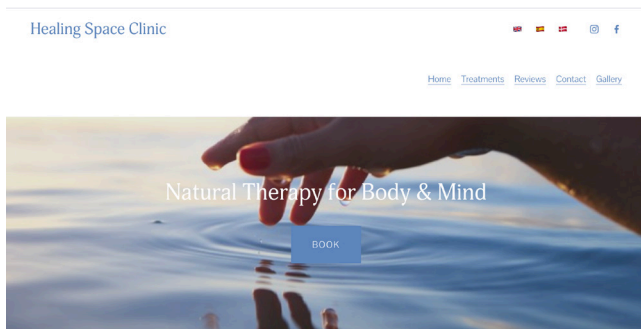 Healing Space Clinic
Home Treatments Reviews Contact Gallery
Natural Therapy for Body & Mind
BOOK